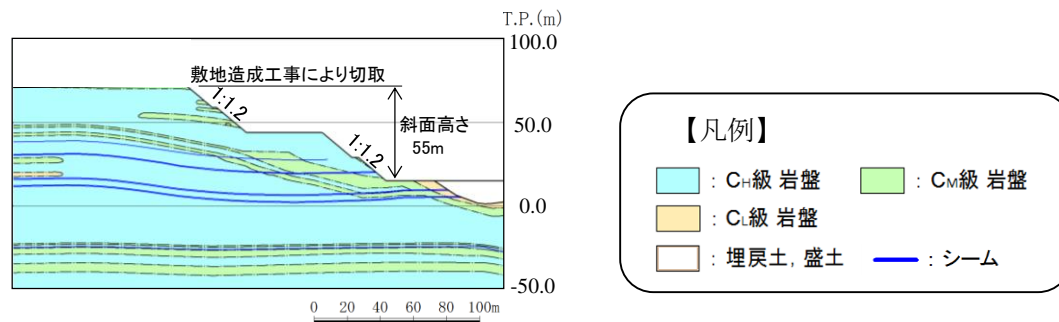 T.P.(m)
100.0
敷地造成工事により切取
1:1.2
50.0
斜面高さ
55m
1:1.2
0.0
-50.0
0 20 40 60 80 100m
【凡例】
: CH級 岩盤
: CM級 岩盤
: CL級 岩盤
: 埋戻土, 盛土
: シーム